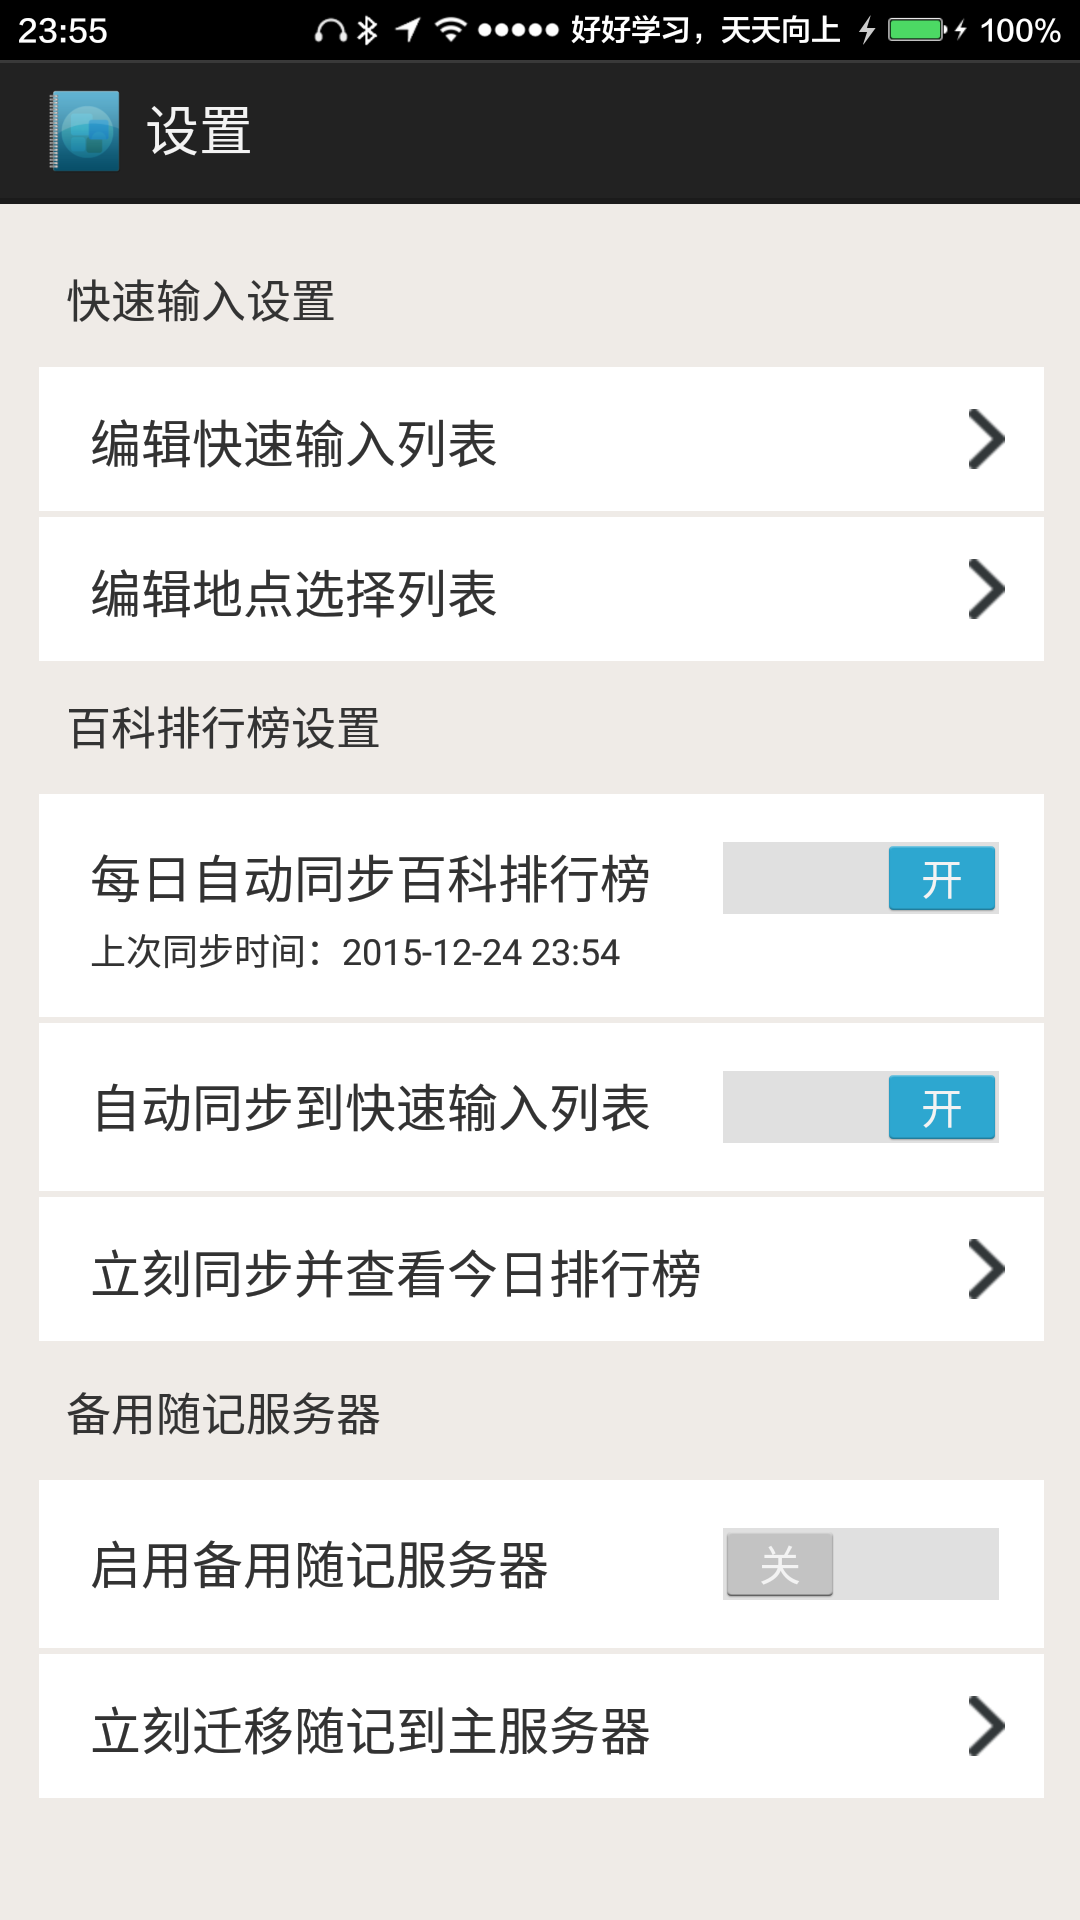 23:55 好好学习，天天向上 100%
设置
快速输入设置
编辑快速输入列表
编辑地点选择列表
百科排行榜设置
每日自动同步百科排行榜 开
上次同步时间：2015-12-24 23:54
自动同步到快速输入列表 开
立刻同步并查看今日排行榜
备用随记服务器
启用备用随记服务器 关
立刻迁移随记到主服务器